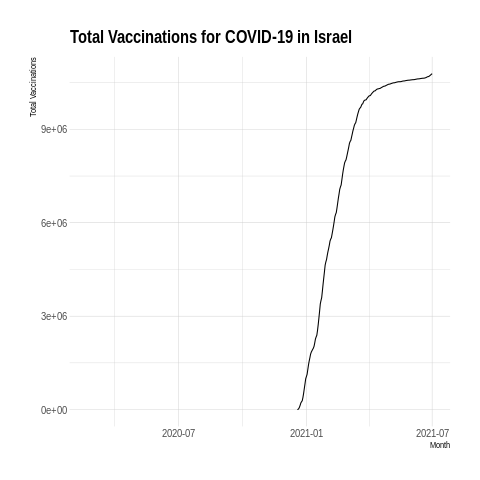 Total Vaccinations for COVID-19 in Israel
Total Vaccinations
9e+06
6e+06
3e+06
0e+00
2020-07
2021-01
2021-07
Month